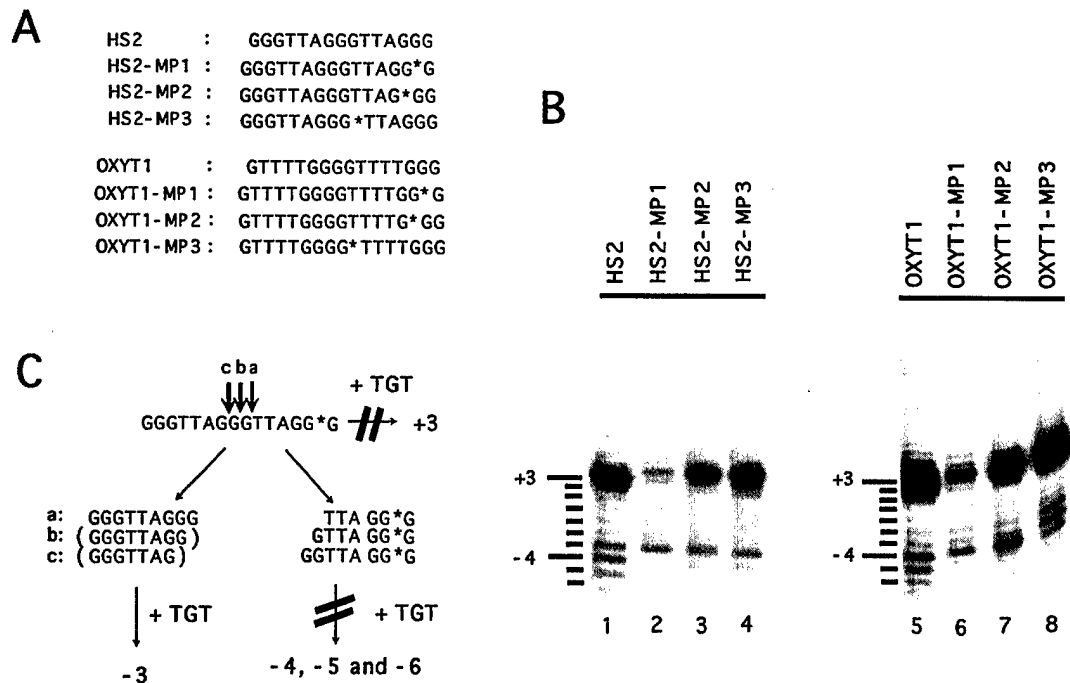 A
HS2 : GGGTTAGGGTTAGGG
HS2-MP1 : GGGTTAGGGTTAGG*G
HS2-MP2 : GGGTTAGGGTTAG*GG
HS2-MP3 : GGGTTAGGG*TTAGGG
OXYT1 : GTTTTGGGGTTTTGGG
OXYT1-MP1 : GTTTTGGGGTTTTGG*G
OXYT1-MP2 : GTTTTGGGGTTTTG*GG
OXYT1-MP3 : GTTTTGGGG*TTTTGGG
B
HS2
HS2-MP1
HS2-MP2
HS2-MP3
OXYT1
OXYT1-MP1
OXYT1-MP2
OXYT1-MP3
+3
-4
+3
-4
1 2 3 4 5 6 7 8
C
c b a
+ TGT
GGGTTAGGGTTAGG*G
+3
a: GGGTTAGGG
b: (GGGTTAGG)
c: (GGGTTAG)
TTA GG*G
GTTA GG*G
GGTTA GG*G
+ TGT
+ TGT
-3
-4, -5 and -6